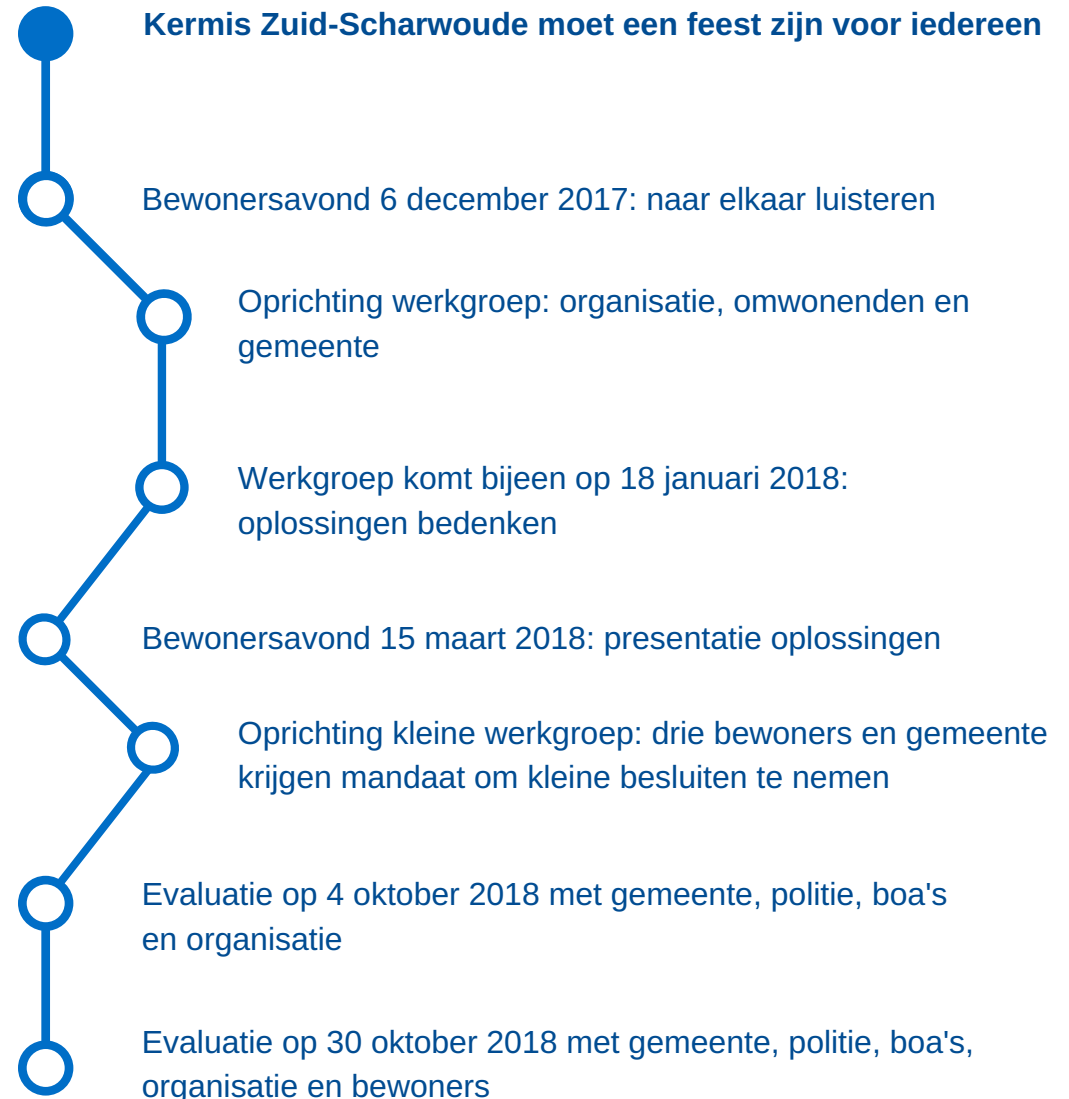 Kermis Zuid-Scharwoude moet een feest zijn voor iedereen
Bewonersavond 6 december 2017: naar elkaar luisteren
Oprichting werkgroep: organisatie, omwonenden en
gemeente
Werkgroep komt bijeen op 18 januari 2018:
oplossingen bedenken
Bewonersavond 15 maart 2018: presentatie oplossingen
Oprichting kleine werkgroep: drie bewoners en gemeente
krijgen mandaat om kleine besluiten te nemen
Evaluatie op 4 oktober 2018 met gemeente, politie, boa's
en organisatie
Evaluatie op 30 oktober 2018 met gemeente, politie, boa's,
organisatie en bewoners